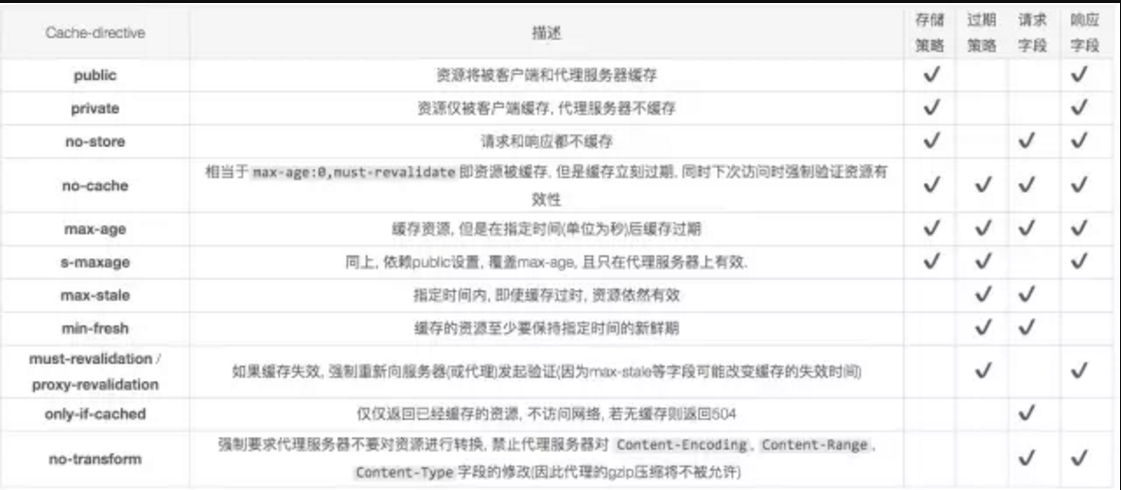 Cache-directive 描述 存储策略 过期策略 请求字段 响应字段
public 资源将被客户端和代理服务器缓存 ✓ ✓
private 资源仅被客户端缓存, 代理服务器不缓存 ✓ ✓
no-store 请求和响应都不缓存 ✓ ✓ ✓
no-cache 相当于 max-age:0,must-revalidate 即资源被缓存, 但是缓存立刻过期, 同时下次访问时强制验证资源有
效性 ✓ ✓ ✓ ✓
max-age 缓存资源, 但是在指定时间(单位为秒)后缓存过期 ✓ ✓ ✓ ✓
s-maxage 同上, 依赖public设置, 覆盖max-age, 且只在代理服务器上有效. ✓ ✓ ✓
max-stale 指定时间内, 即使缓存过时, 资源依然有效 ✓ ✓
min-fresh 缓存的资源至少要保持指定时间的新鲜期 ✓ ✓
must-revalidation /
proxy-revalidation 如果缓存失效, 强制重新向服务器(或代理)发起验证(因为max-stale等字段可能改变缓存的失效时间) ✓ ✓
only-if-cached 仅仅返回已经缓存的资源, 不访问网络, 若无缓存则返回504 ✓
no-transform 强制要求代理服务器不要对资源进行转换, 禁止代理服务器对 Content-Encoding, Content-Range,
Content-Type 字段的修改(因此代理的gzip压缩将不被允许) ✓ ✓